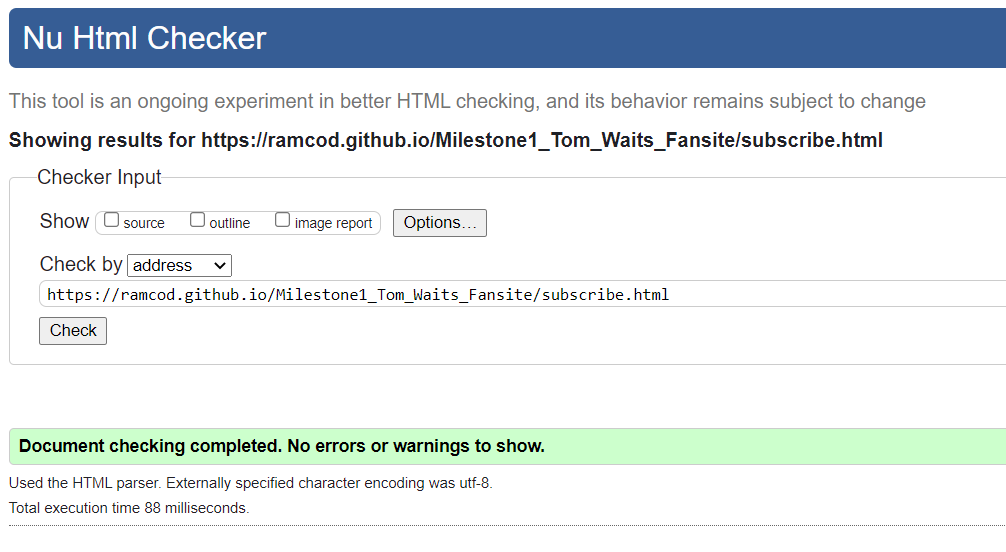 Nu Html Checker
This tool is an ongoing experiment in better HTML checking, and its behavior remains subject to change
Showing results for https://ramcod.github.io/Milestone1_Tom_Waits_Fansite/subscribe.html
Checker Input
Show source outline image report Options…
Check by address
https://ramcod.github.io/Milestone1_Tom_Waits_Fansite/subscribe.html
Check
Document checking completed. No errors or warnings to show.
Used the HTML parser. Externally specified character encoding was utf-8.
Total execution time 88 milliseconds.